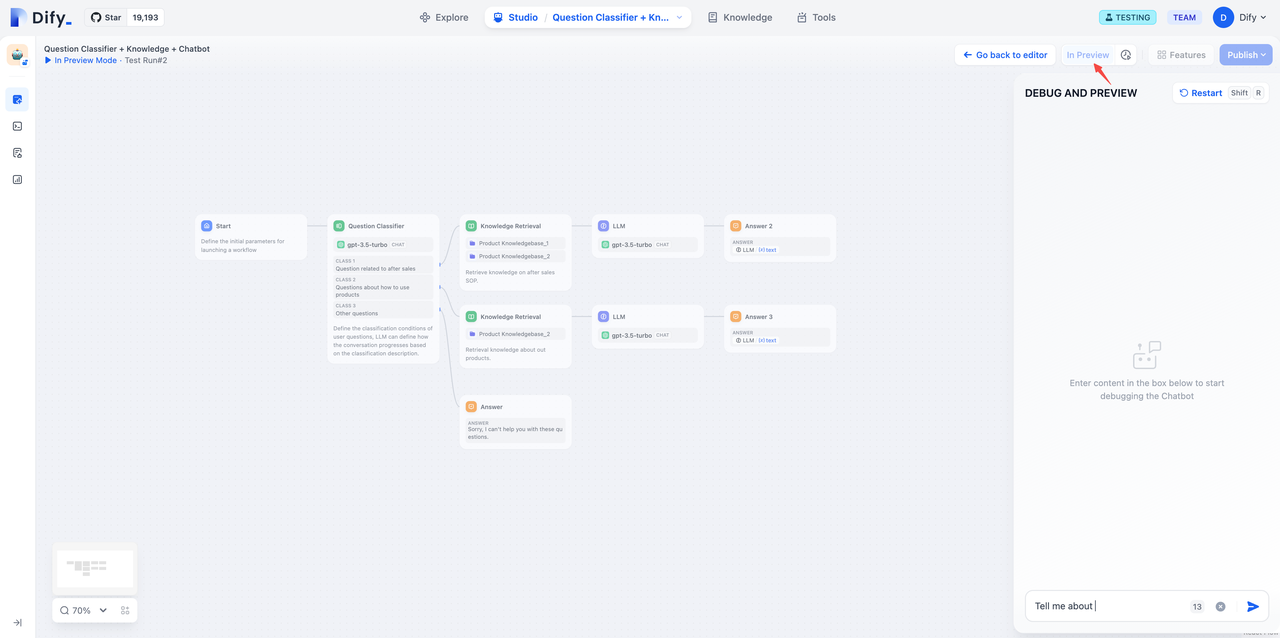 Dify_
Star 19,193
Explore
Studio / Question Classifier + Kn...
Knowledge
Tools
TESTING
TEAM
D Dify
Question Classifier + Knowledge + Chatbot
In Preview Mode · Test Run#2
Go back to editor
In Preview
Features
Publish
DEBUG AND PREVIEW
Restart Shift R
Start
Define the initial parameters for
launching a workflow
Question Classifier
gpt-3.5-turbo CHAT
CLASS 1
Question related to after sales
CLASS 2
Questions about how to use
products
CLASS 3
Other questions
Define the classification conditions of
user questions, LLM can define how
the conversation progresses based
on the classification description.
Knowledge Retrieval
Product Knowledgebase_1
Product Knowledgebase_2
Retrieve knowledge on after sales
SOP.
LLM
gpt-3.5-turbo CHAT
Answer 2
ANSWER
LLM {x} text
Knowledge Retrieval
Product Knowledgebase_2
Retrieval knowledge about out
products.
LLM
gpt-3.5-turbo CHAT
Answer 3
ANSWER
LLM {x} text
Answer
ANSWER
Sorry, I can't help you with these qu
estions.
Enter content in the box below to start
debugging the Chatbot
Tell me about
13
70%